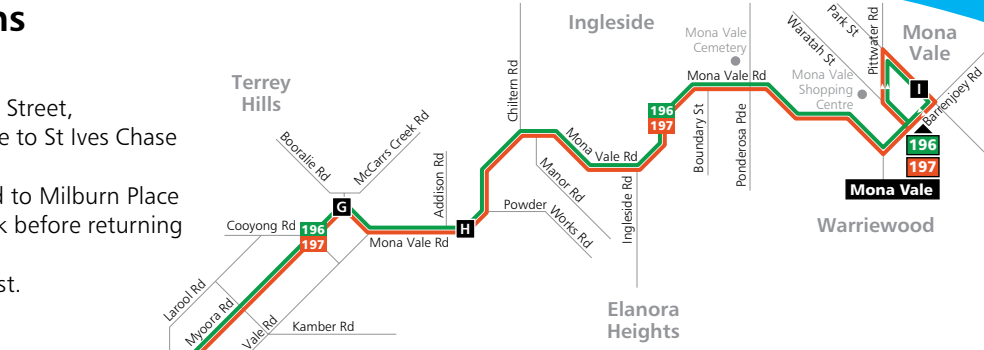 ns
Street,
e to St Ives Chase
d to Milburn Place
k before returning
st.
Terrey
Hills
Ingleside
Mona
Vale
Warriewood
Elanora
Heights
Mona Vale
Cemetery
Mona Vale
Shopping
Centre
Park St
Waratah St
Pittwater Rd
Barrenjoey Rd
I
196
197
Mona Vale
Mona Vale Rd
196
197
Boundary St
Ponderosa Pde
Chiltern Rd
Mona
Vale Rd
Manor Rd
Ingleside Rd
Powder
Works Rd
Addison Rd
H
Mona Vale Rd
McCarrs Creek Rd
Booralie Rd
G
Cooyong Rd
196
197
Larool Rd
Myoora Rd
Vale Rd
Kamber Rd